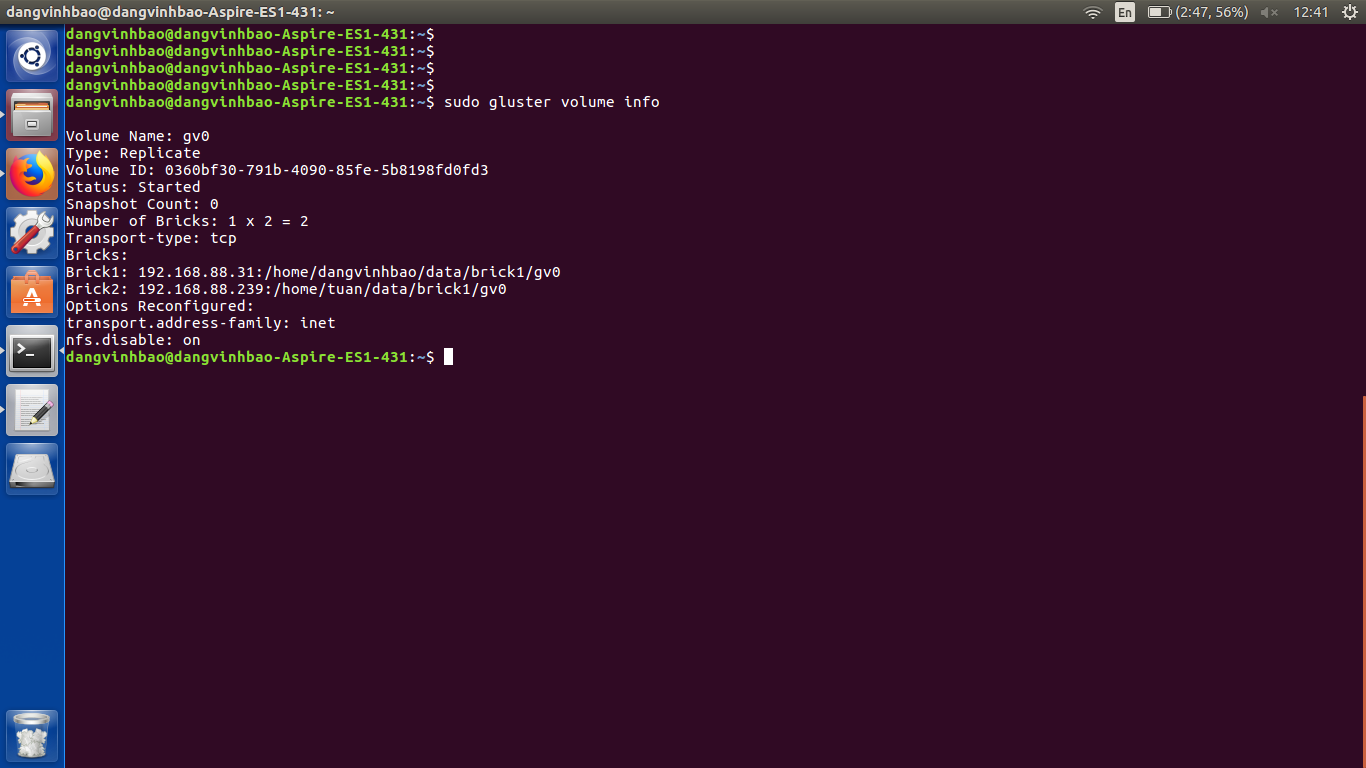 dangvinhbao@dangvinhbao-Aspire-ES1-431: ~
En
(2:47, 56%)
12:41
dangvinhbao@dangvinhbao-Aspire-ES1-431:~$
dangvinhbao@dangvinhbao-Aspire-ES1-431:~$
dangvinhbao@dangvinhbao-Aspire-ES1-431:~$
dangvinhbao@dangvinhbao-Aspire-ES1-431:~$
dangvinhbao@dangvinhbao-Aspire-ES1-431:~$ sudo gluster volume info
Volume Name: gv0
Type: Replicate
Volume ID: 0360bf30-791b-4090-85fe-5b8198fd0fd3
Status: Started
Snapshot Count: 0
Number of Bricks: 1 x 2 = 2
Transport-type: tcp
Bricks:
Brick1: 192.168.88.31:/home/dangvinhbao/data/brick1/gv0
Brick2: 192.168.88.239:/home/tuan/data/brick1/gv0
Options Reconfigured:
transport.address-family: inet
nfs.disable: on
dangvinhbao@dangvinhbao-Aspire-ES1-431:~$